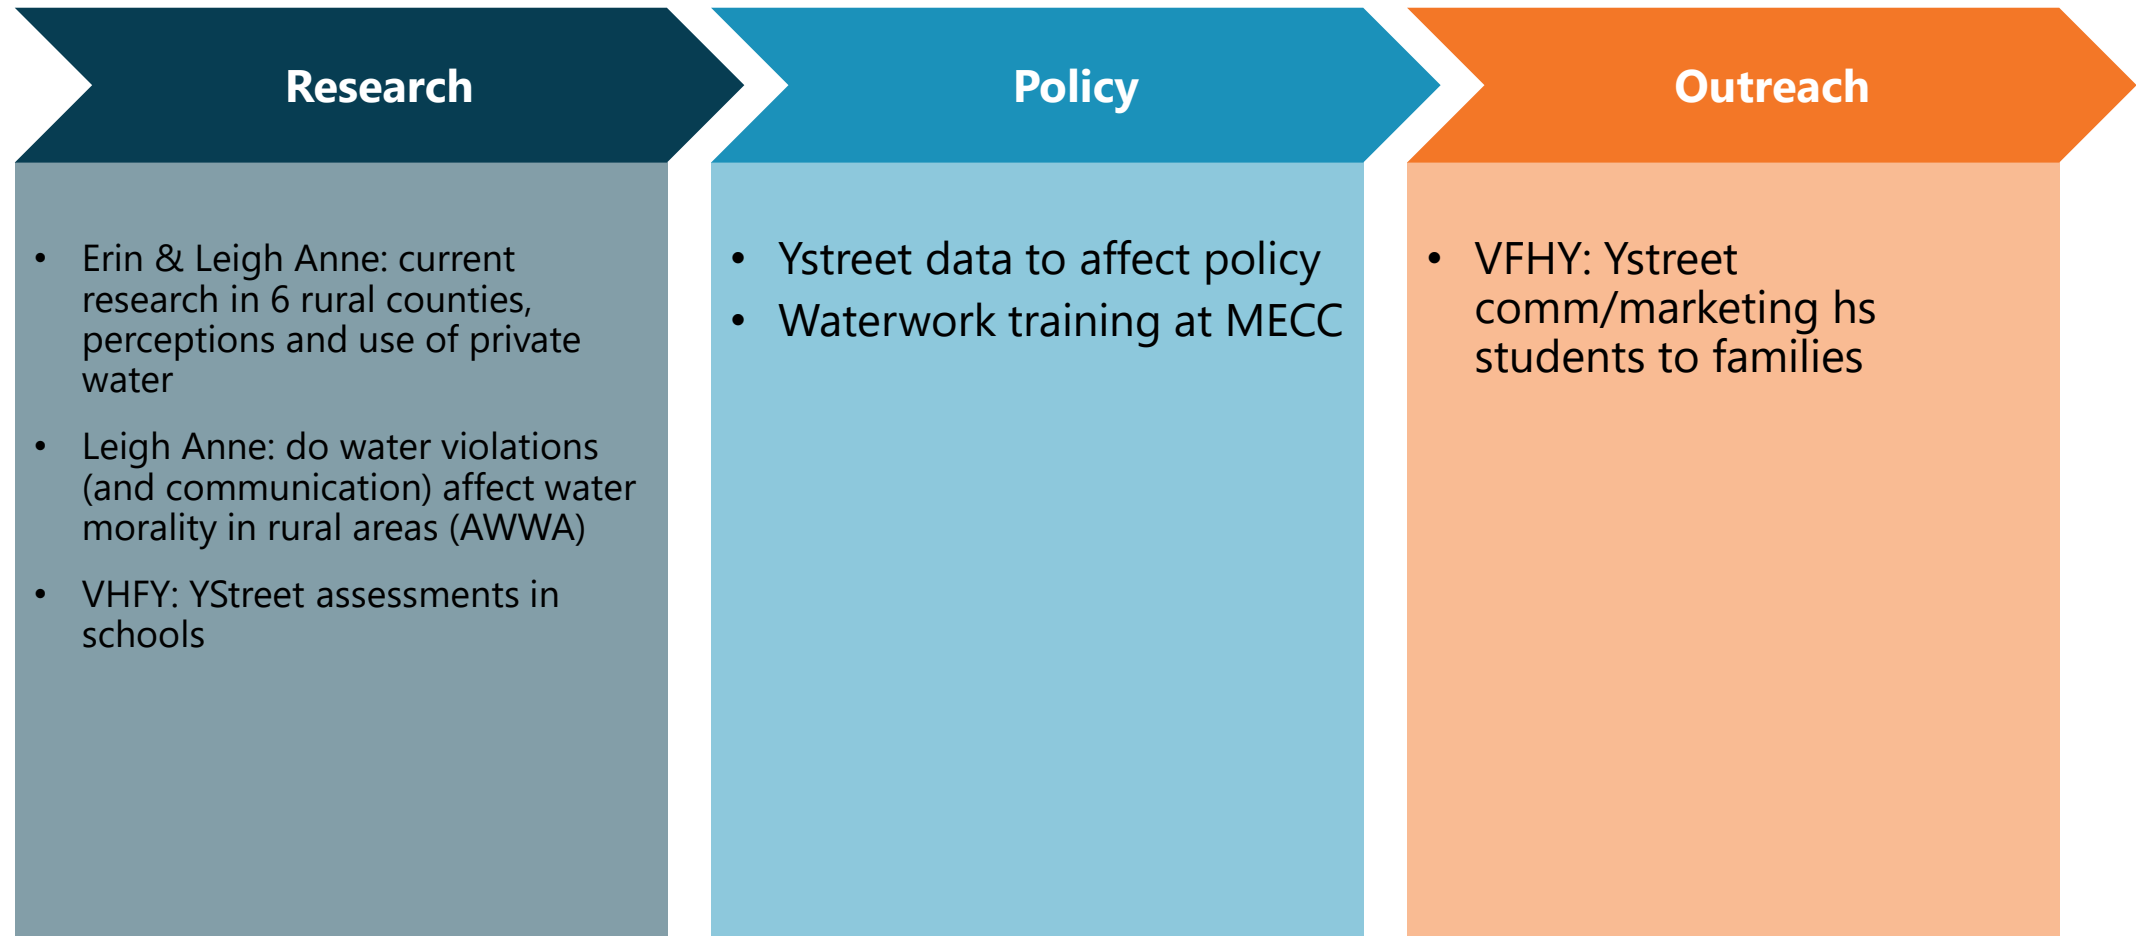 Research
• Erin & Leigh Anne: current
research in 6 rural counties,
perceptions and use of private
water
• Leigh Anne: do water violations
(and communication) affect water
morality in rural areas (AWWA)
• VHFY: YStreet assessments in
schools
Policy
• Ystreet data to affect policy
• Waterwork training at MECC
Outreach
• VFHY: Ystreet
comm/marketing hs
students to families